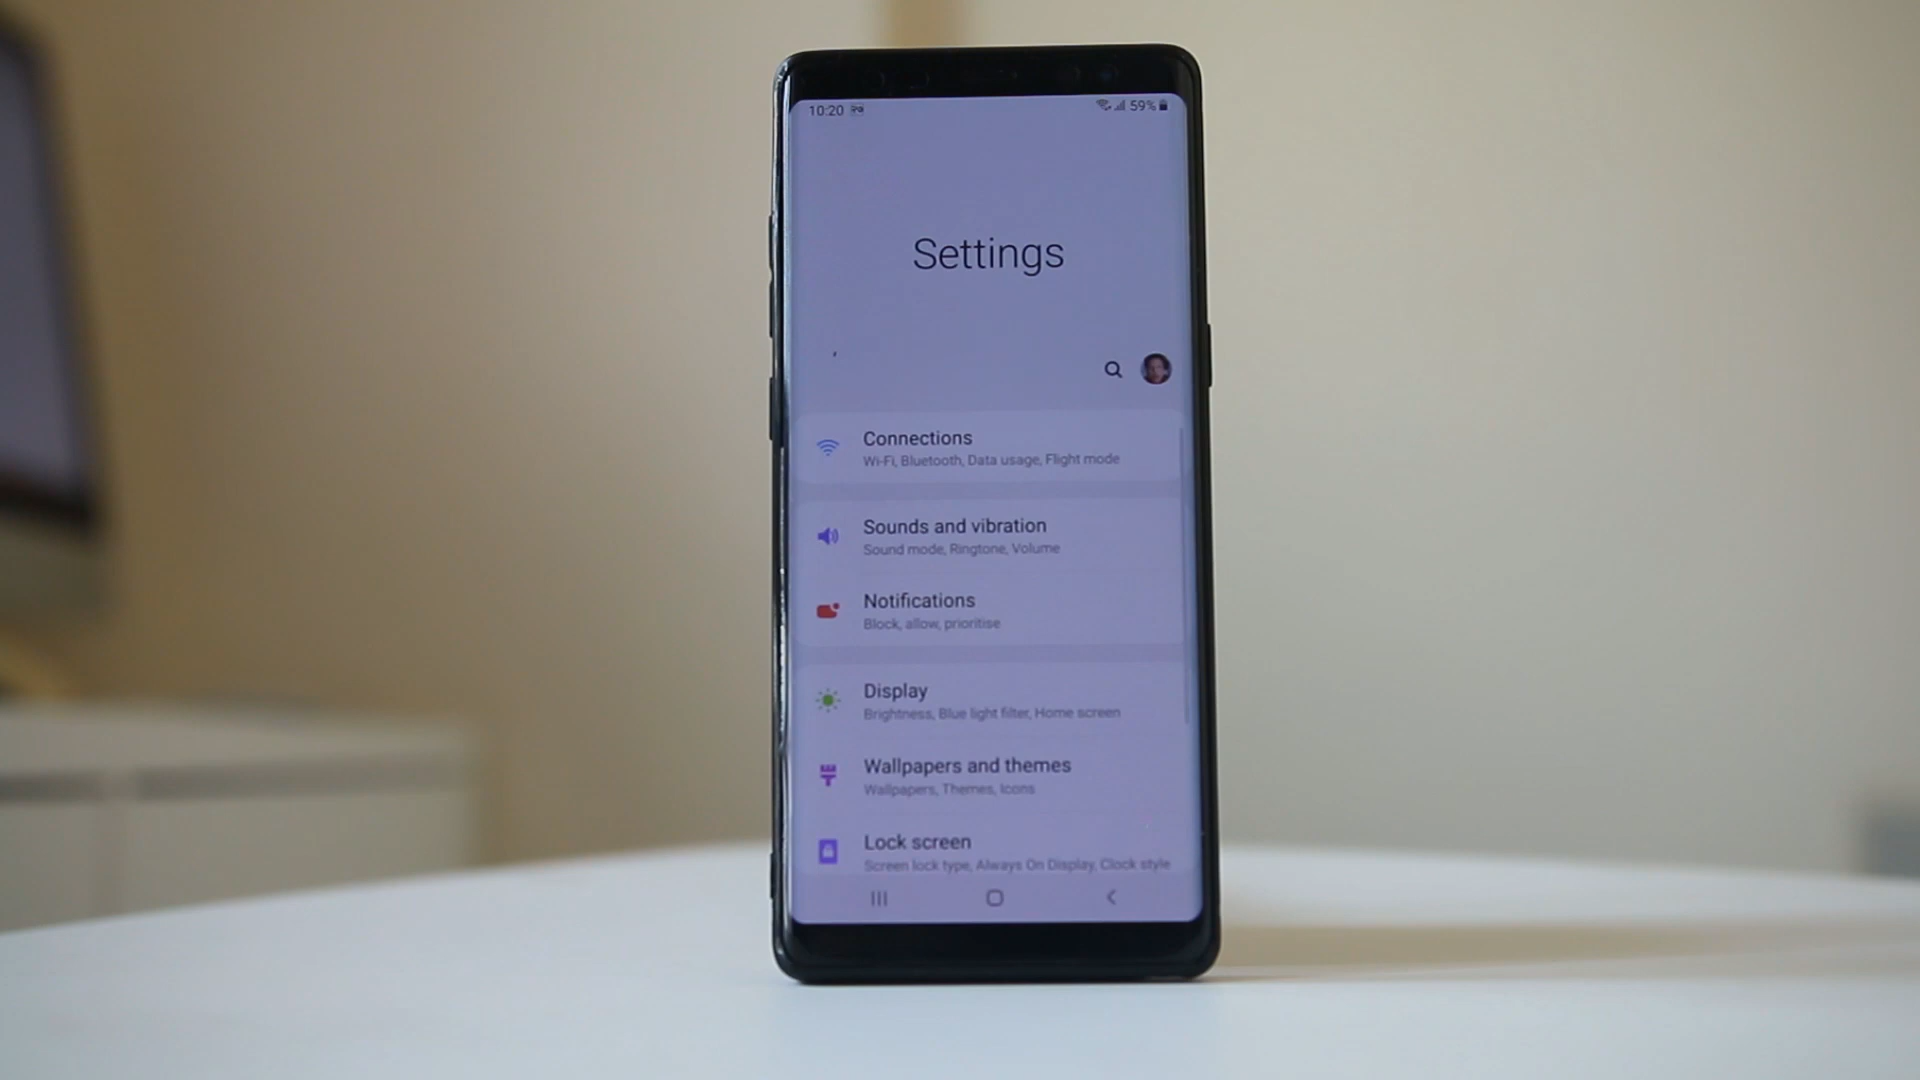 10:20 59%
Settings
Connections
Wi-Fi, Bluetooth, Data usage, Flight mode
Sounds and vibration
Sound mode, Ringtone, Volume
Notifications
Block, allow, prioritise
Display
Brightness, Blue light filter, Home screen
Wallpapers and themes
Wallpapers, Themes, Icons
Lock screen
Screen lock type, Always On Display, Clock style